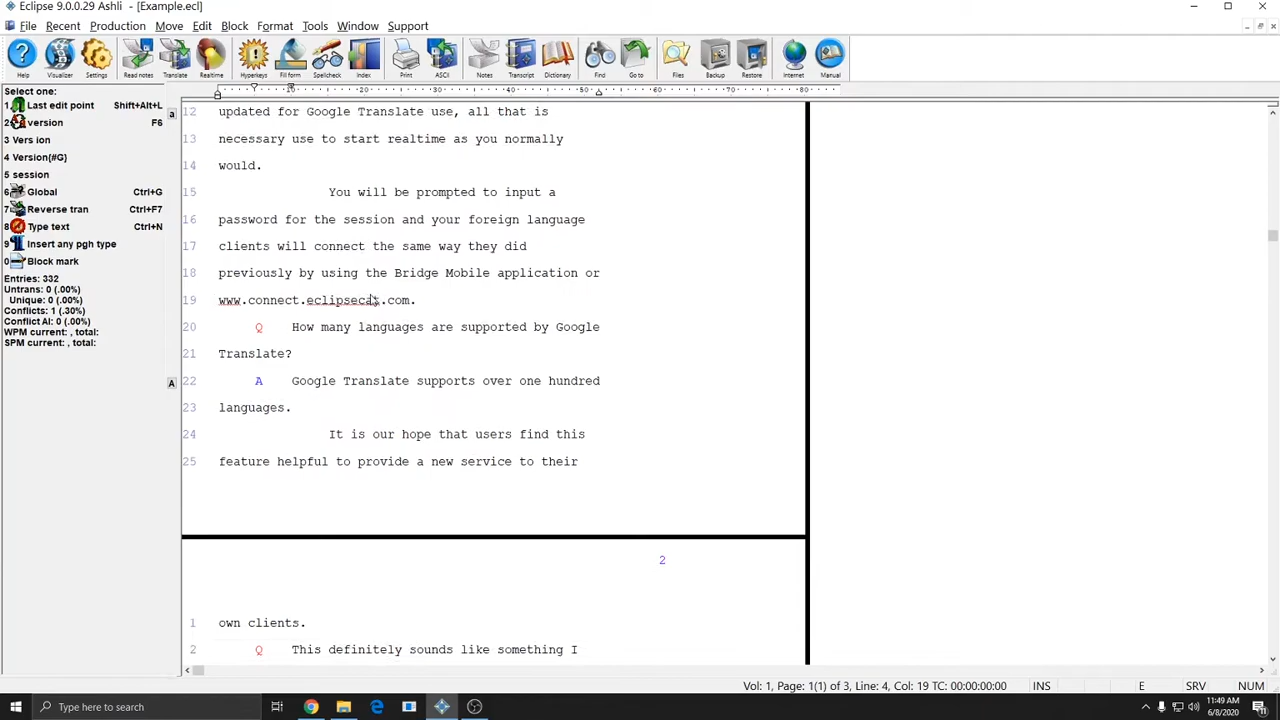 Eclipse 9.0.0.29 Ashli - [Example.ecl]
File Recent Production Move Edit Block Format Tools Window Support
Help Visualizer Settings Read notes Translate Realtime Hyperkeys Fill form Spellcheck Index Print ASCII Notes Transcript Dictionary Find Go to Files Backup Restore Internet Manual
Select one:
1 Last edit point Shift+Alt+L
2 version F6
3 Vers ion
4 Version{#G}
5 session
6 Global Ctrl+G
7 Reverse tran Ctrl+F7
8 Type text Ctrl+N
9 Insert any pgh type
0 Block mark
Entries: 332
Untrans: 0 (.00%)
Unique: 0 (.00%)
Conflicts: 1 (.30%)
Conflict AI: 0 (.00%)
WPM current: , total:
SPM current: , total:
a
A
10 20 30 40 50 60 70 80
12 updated for Google Translate use, all that is
13 necessary use to start realtime as you normally
14 would.
15 You will be prompted to input a
16 password for the session and your foreign language
17 clients will connect the same way they did
18 previously by using the Bridge Mobile application or
19 www.connect.eclipsecat.com.
20 Q How many languages are supported by Google
21 Translate?
22 A Google Translate supports over one hundred
23 languages.
24 It is our hope that users find this
25 feature helpful to provide a new service to their
2
1 own clients.
2 Q This definitely sounds like something I
Vol: 1, Page: 1(1) of 3, Line: 4, Col: 19 TC: 00:00:00:00 INS E SRV NUM
Type here to search
11:49 AM
6/8/2020